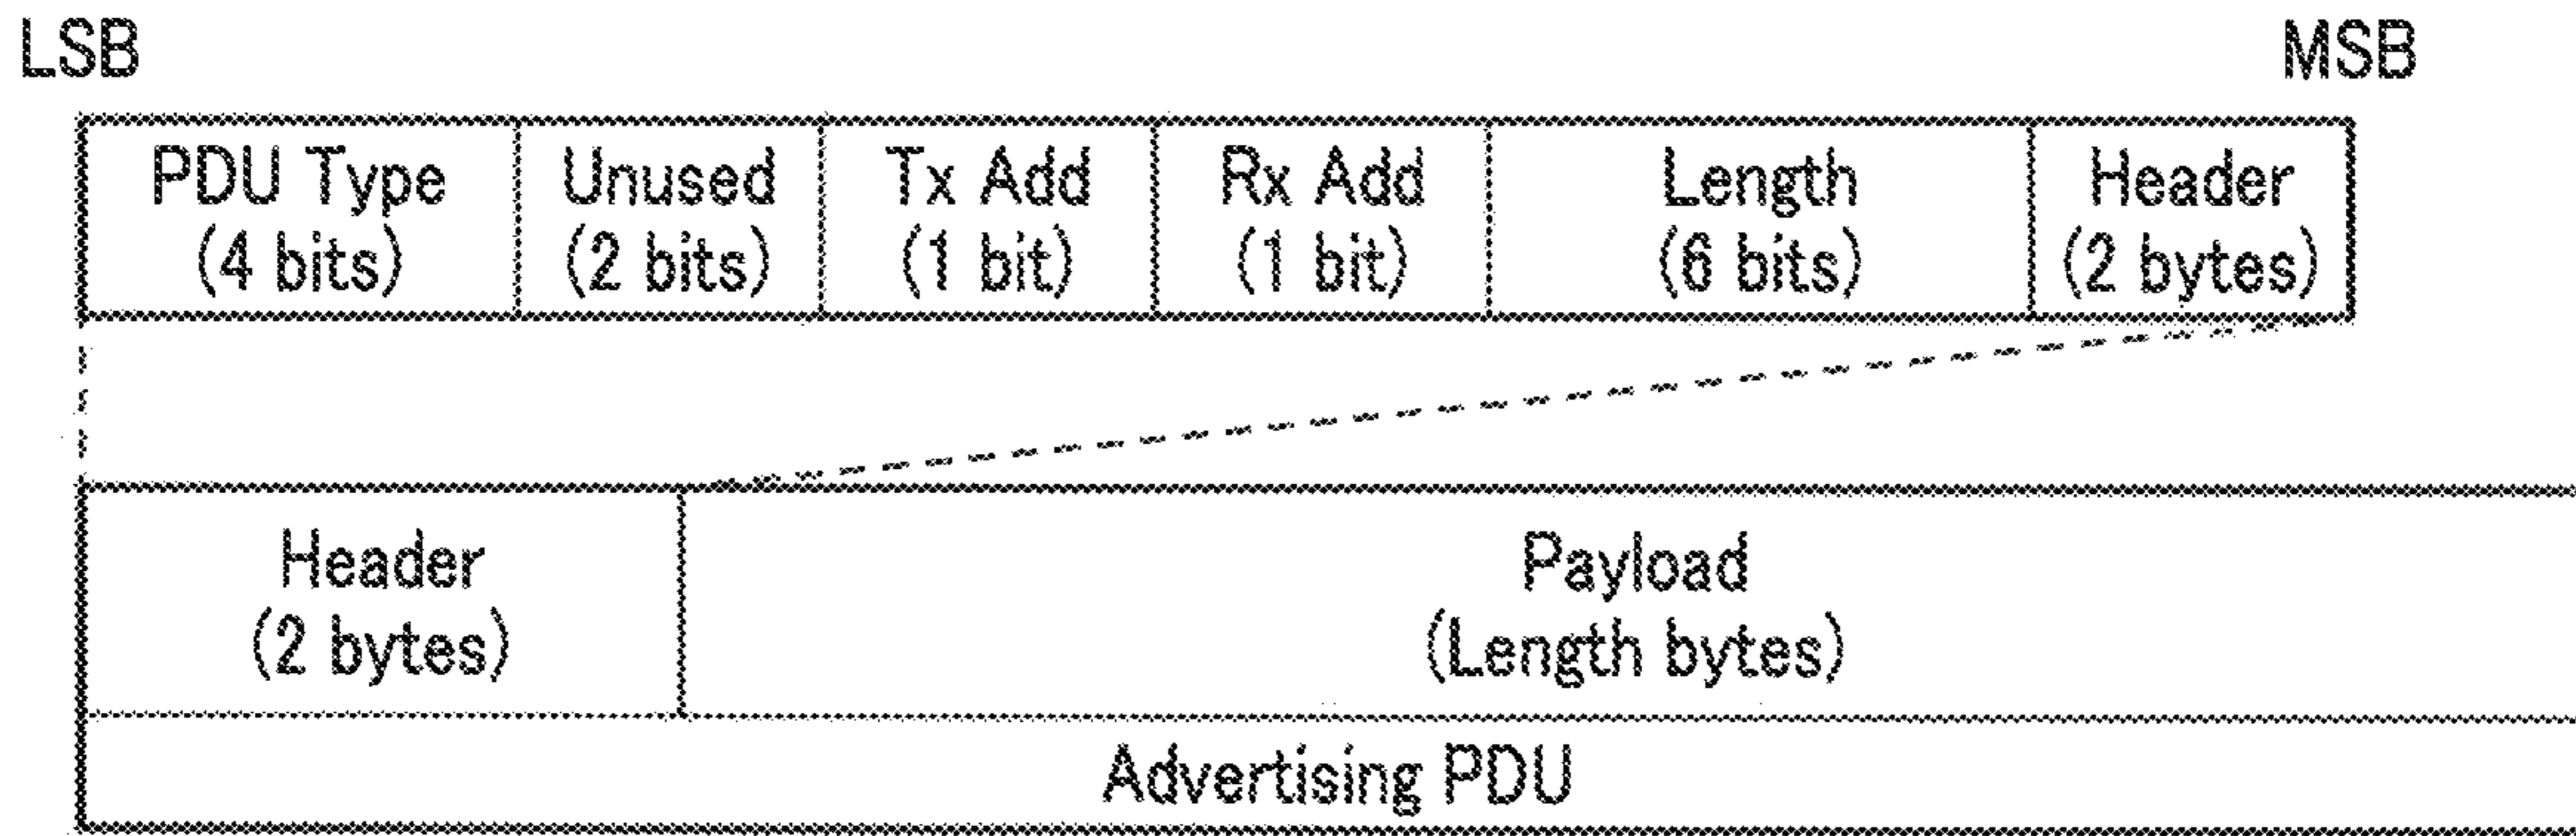 LSB MSB
PDU Type Unused Tx Add Rx Add Length Header
(4 bits) (2 bits) (1 bit) (1 bit) (6 bits) (2 bytes)
Header Payload
(2 bytes) (Length bytes)
Advertising PDU